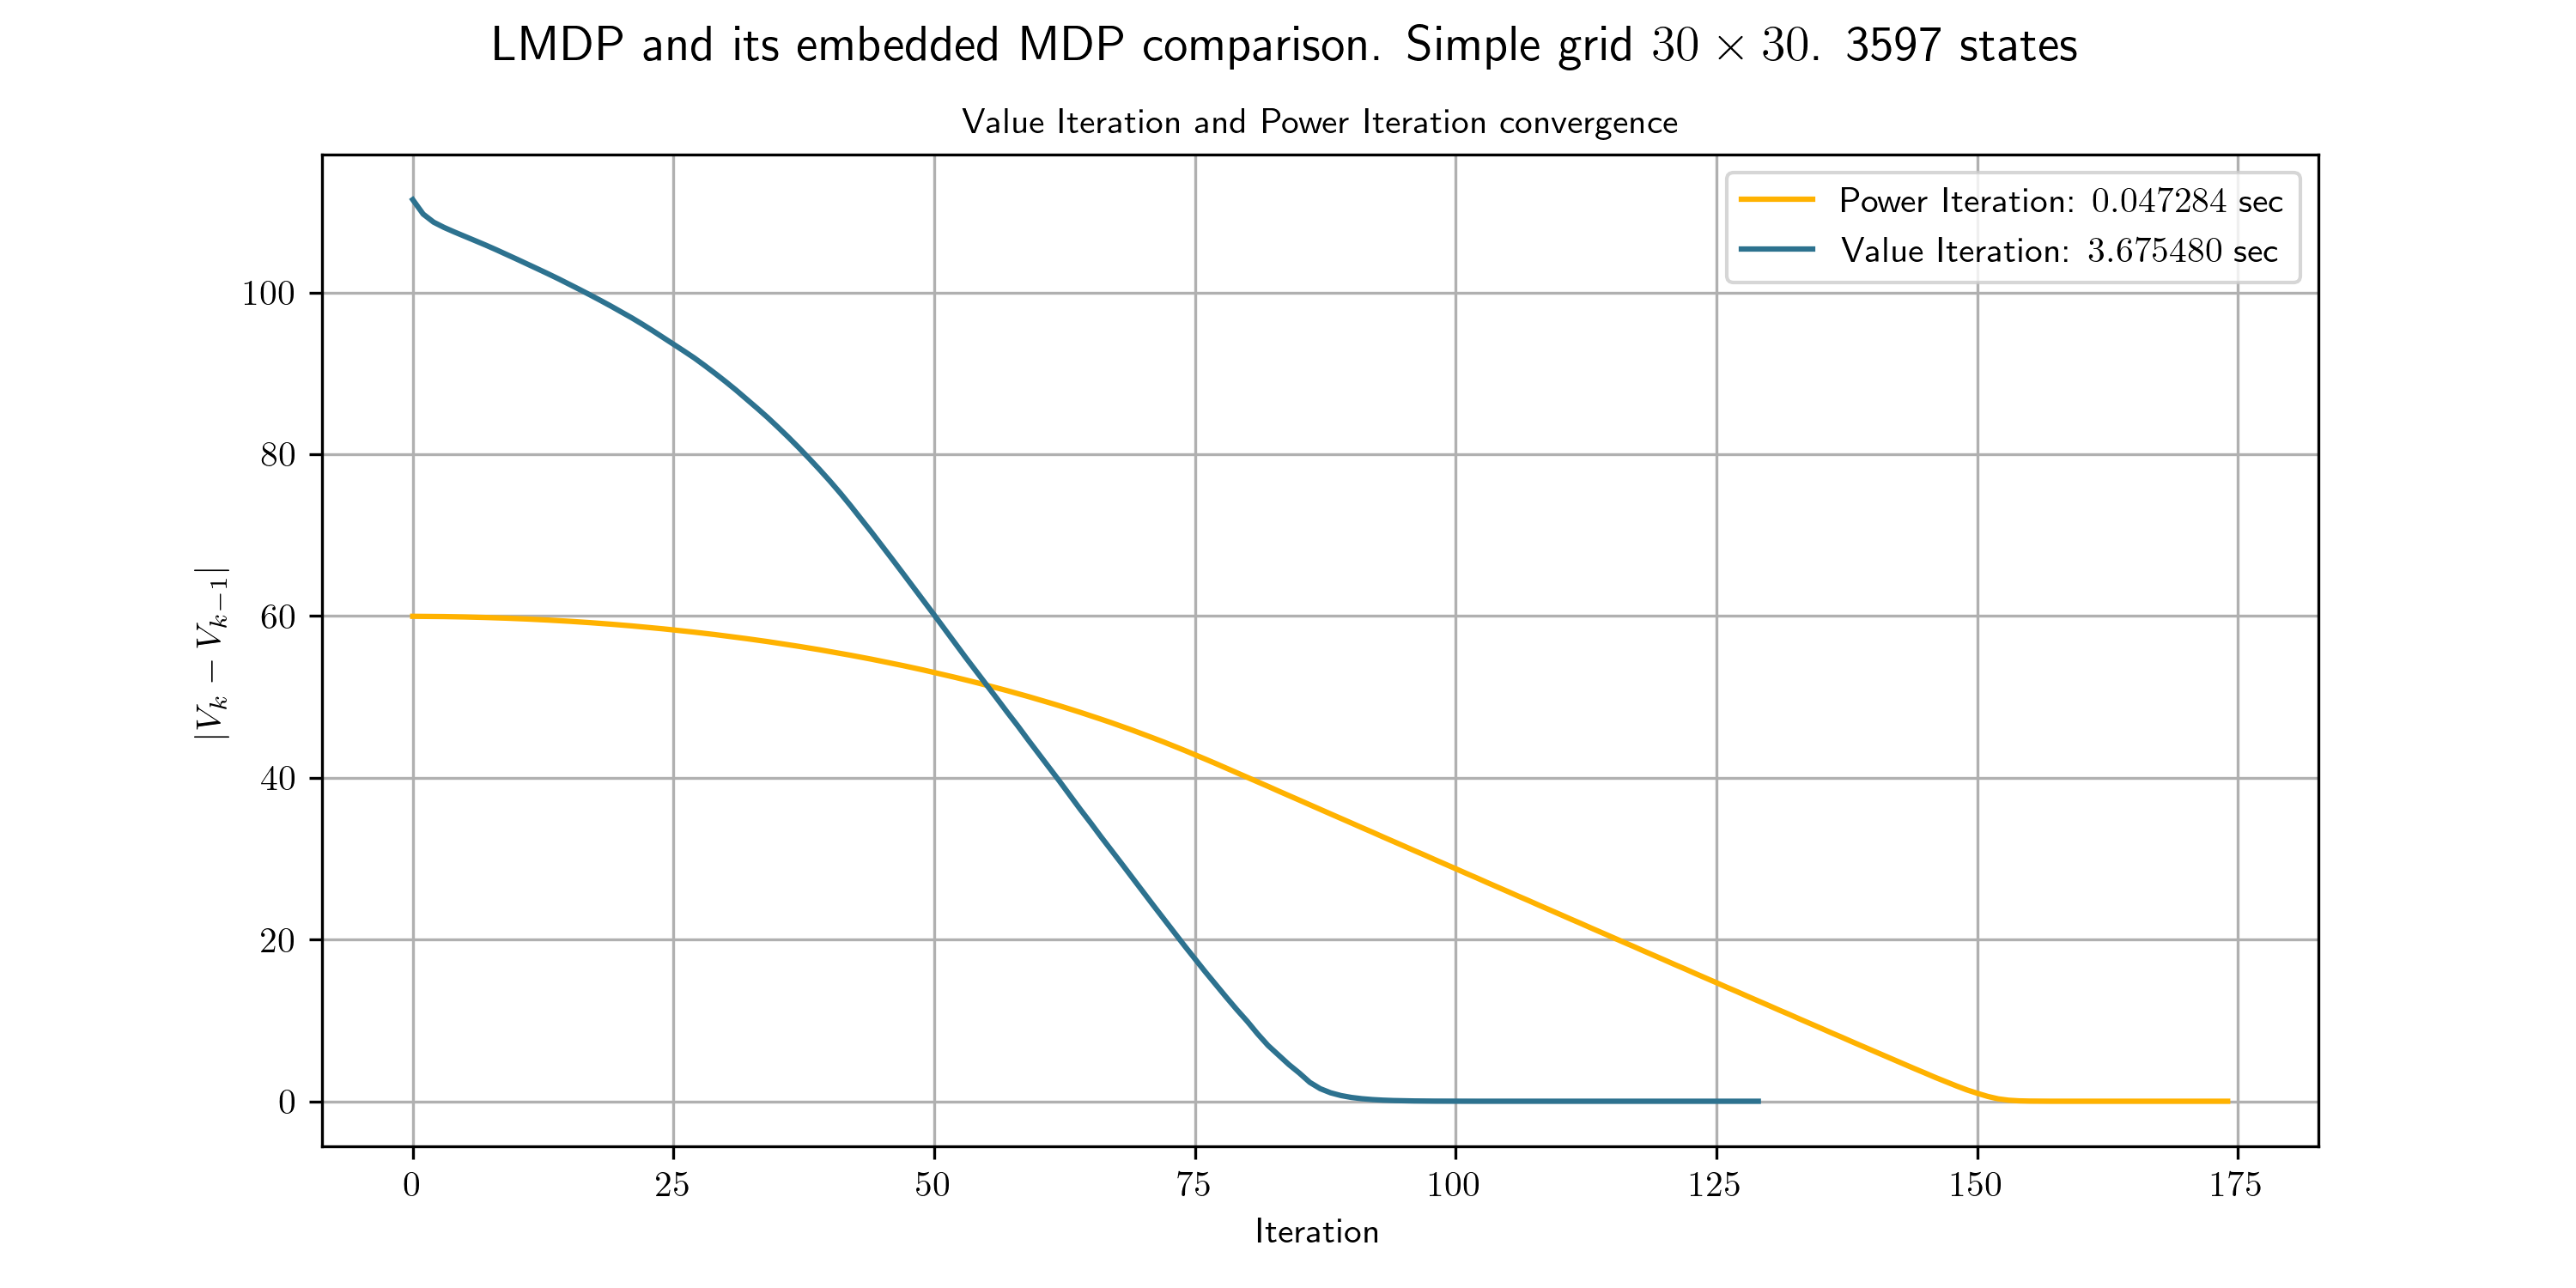 LMDP and its embedded MDP comparison. Simple grid 30 × 30. 3597 states
Value Iteration and Power Iteration convergence
Power Iteration: 0.047284 sec
Value Iteration: 3.675480 sec
|V_k − V_{k−1}|
100
80
60
40
20
0
0 25 50 75 100 125 150 175
Iteration